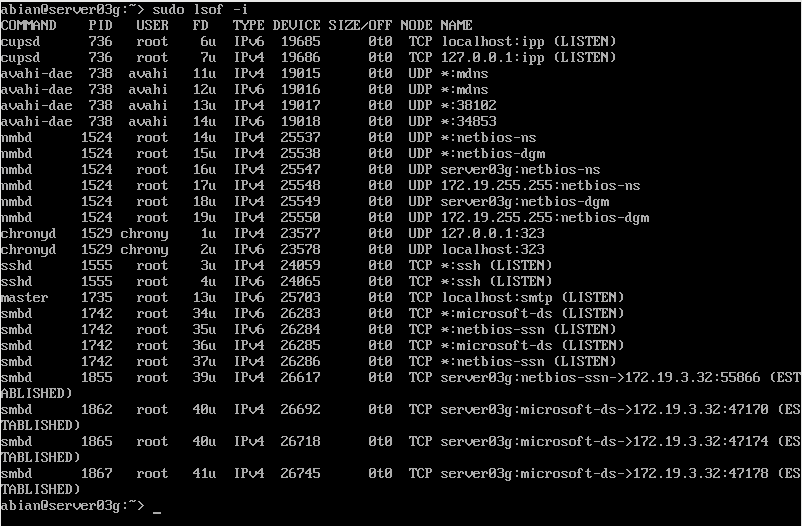 abian@server03g:~> sudo lsof -i
COMMAND    PID   USER   FD   TYPE DEVICE SIZE/OFF NODE NAME
cupsd      736   root    6u  IPv6  19685      0t0  TCP localhost:ipp (LISTEN)
cupsd      736   root    7u  IPv4  19686      0t0  TCP 127.0.0.1:ipp (LISTEN)
avahi-dae  738  avahi   11u  IPv4  19015      0t0  UDP *:mdns
avahi-dae  738  avahi   12u  IPv6  19016      0t0  UDP *:mdns
avahi-dae  738  avahi   13u  IPv4  19017      0t0  UDP *:38102
avahi-dae  738  avahi   14u  IPv6  19018      0t0  UDP *:34853
nmbd      1524   root   14u  IPv4  25537      0t0  UDP *:netbios-ns
nmbd      1524   root   15u  IPv4  25538      0t0  UDP *:netbios-dgm
nmbd      1524   root   16u  IPv4  25547      0t0  UDP server03g:netbios-ns
nmbd      1524   root   17u  IPv4  25548      0t0  UDP 172.19.255.255:netbios-ns
nmbd      1524   root   18u  IPv4  25549      0t0  UDP server03g:netbios-dgm
nmbd      1524   root   19u  IPv4  25550      0t0  UDP 172.19.255.255:netbios-dgm
chronyd   1529 chrony    1u  IPv4  23577      0t0  UDP 127.0.0.1:323
chronyd   1529 chrony    2u  IPv6  23578      0t0  UDP localhost:323
sshd      1555   root    3u  IPv4  24059      0t0  TCP *:ssh (LISTEN)
sshd      1555   root    4u  IPv6  24065      0t0  TCP *:ssh (LISTEN)
master    1735   root   13u  IPv6  25703      0t0  TCP localhost:smtp (LISTEN)
smbd      1742   root   34u  IPv6  26283      0t0  TCP *:microsoft-ds (LISTEN)
smbd      1742   root   35u  IPv6  26284      0t0  TCP *:netbios-ssn (LISTEN)
smbd      1742   root   36u  IPv4  26285      0t0  TCP *:microsoft-ds (LISTEN)
smbd      1742   root   37u  IPv4  26286      0t0  TCP *:netbios-ssn (LISTEN)
smbd      1855   root   39u  IPv4  26617      0t0  TCP server03g:netbios-ssn->172.19.3.32:55866 (EST
ABLISHED)
smbd      1862   root   40u  IPv4  26692      0t0  TCP server03g:microsoft-ds->172.19.3.32:47170 (ES
TABLISHED)
smbd      1865   root   40u  IPv4  26718      0t0  TCP server03g:microsoft-ds->172.19.3.32:47174 (ES
TABLISHED)
smbd      1867   root   41u  IPv4  26745      0t0  TCP server03g:microsoft-ds->172.19.3.32:47178 (ES
TABLISHED)
abian@server03g:~> _